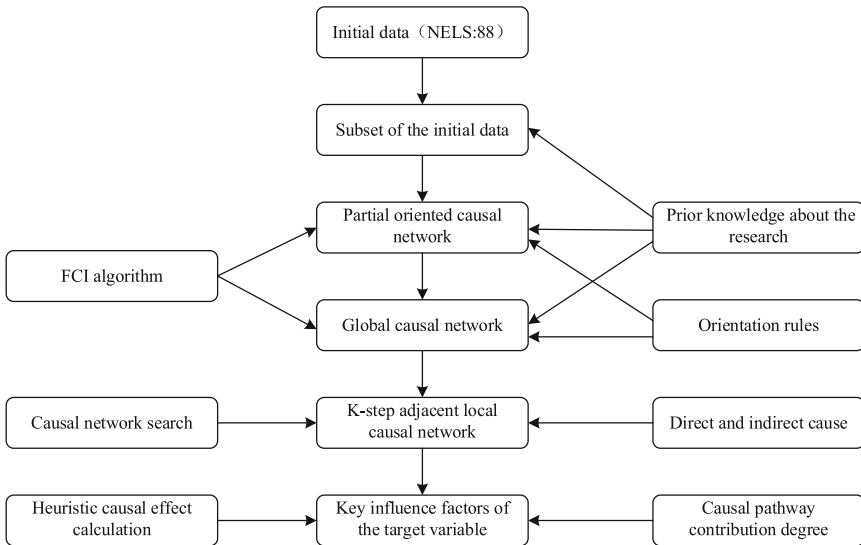 Initial data（NELS:88）
Subset of the initial data
Partial oriented causal
network
Prior knowledge about the
research
FCI algorithm
Global causal network
Orientation rules
Causal network search
K-step adjacent local
causal network
Direct and indirect cause
Heuristic causal effect
calculation
Key influence factors of
the target variable
Causal pathway
contribution degree